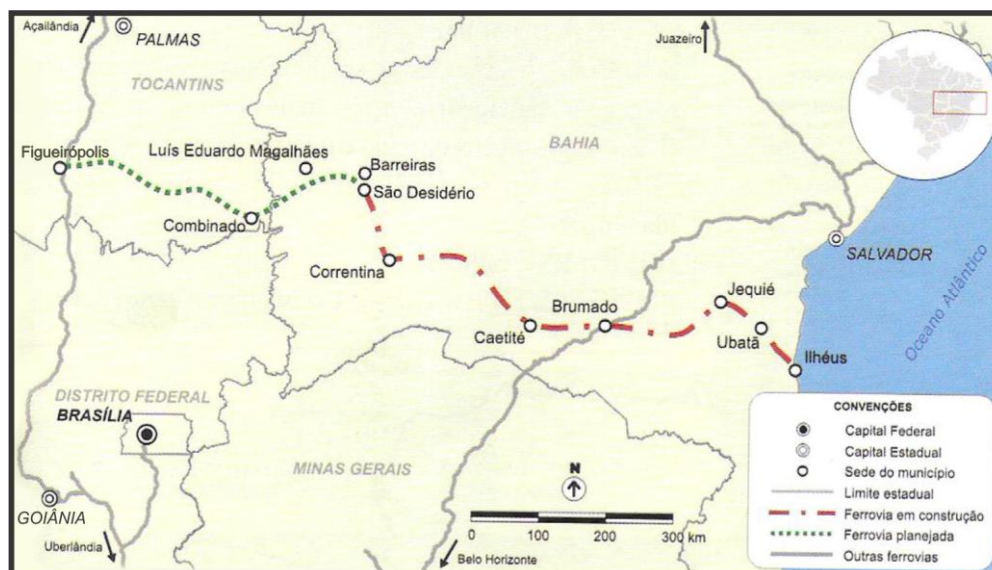 Açailândia
PALMAS
Juazeiro
TOCANTINS
BAHIA
Figueirópolis
Luís Eduardo Magalhães
Barreiras
São Desidério
Combinado
SALVADOR
Correntina
Jequié
Brumado
Caetité
Ubatã
Ilhéus
Oceano Atlântico
DISTRITO FEDERAL
BRASÍLIA
MINAS GERAIS
GOIÂNIA
Uberlândia
Belo Horizonte
N
0 100 200 300 km
CONVENÇÕES
Capital Federal
Capital Estadual
Sede do município
Limite estadual
Ferrovia em construção
Ferrovia planejada
Outras ferrovias